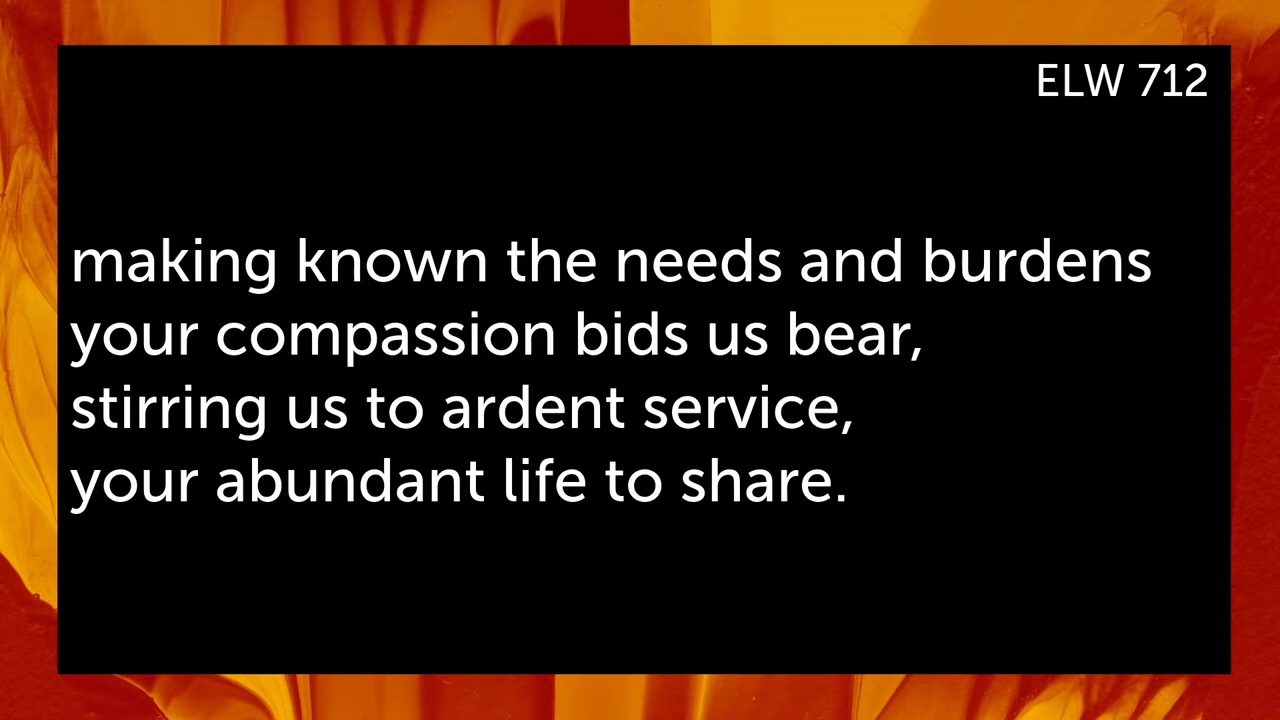 ELW 712
making known the needs and burdens
your compassion bids us bear,
stirring us to ardent service,
your abundant life to share.